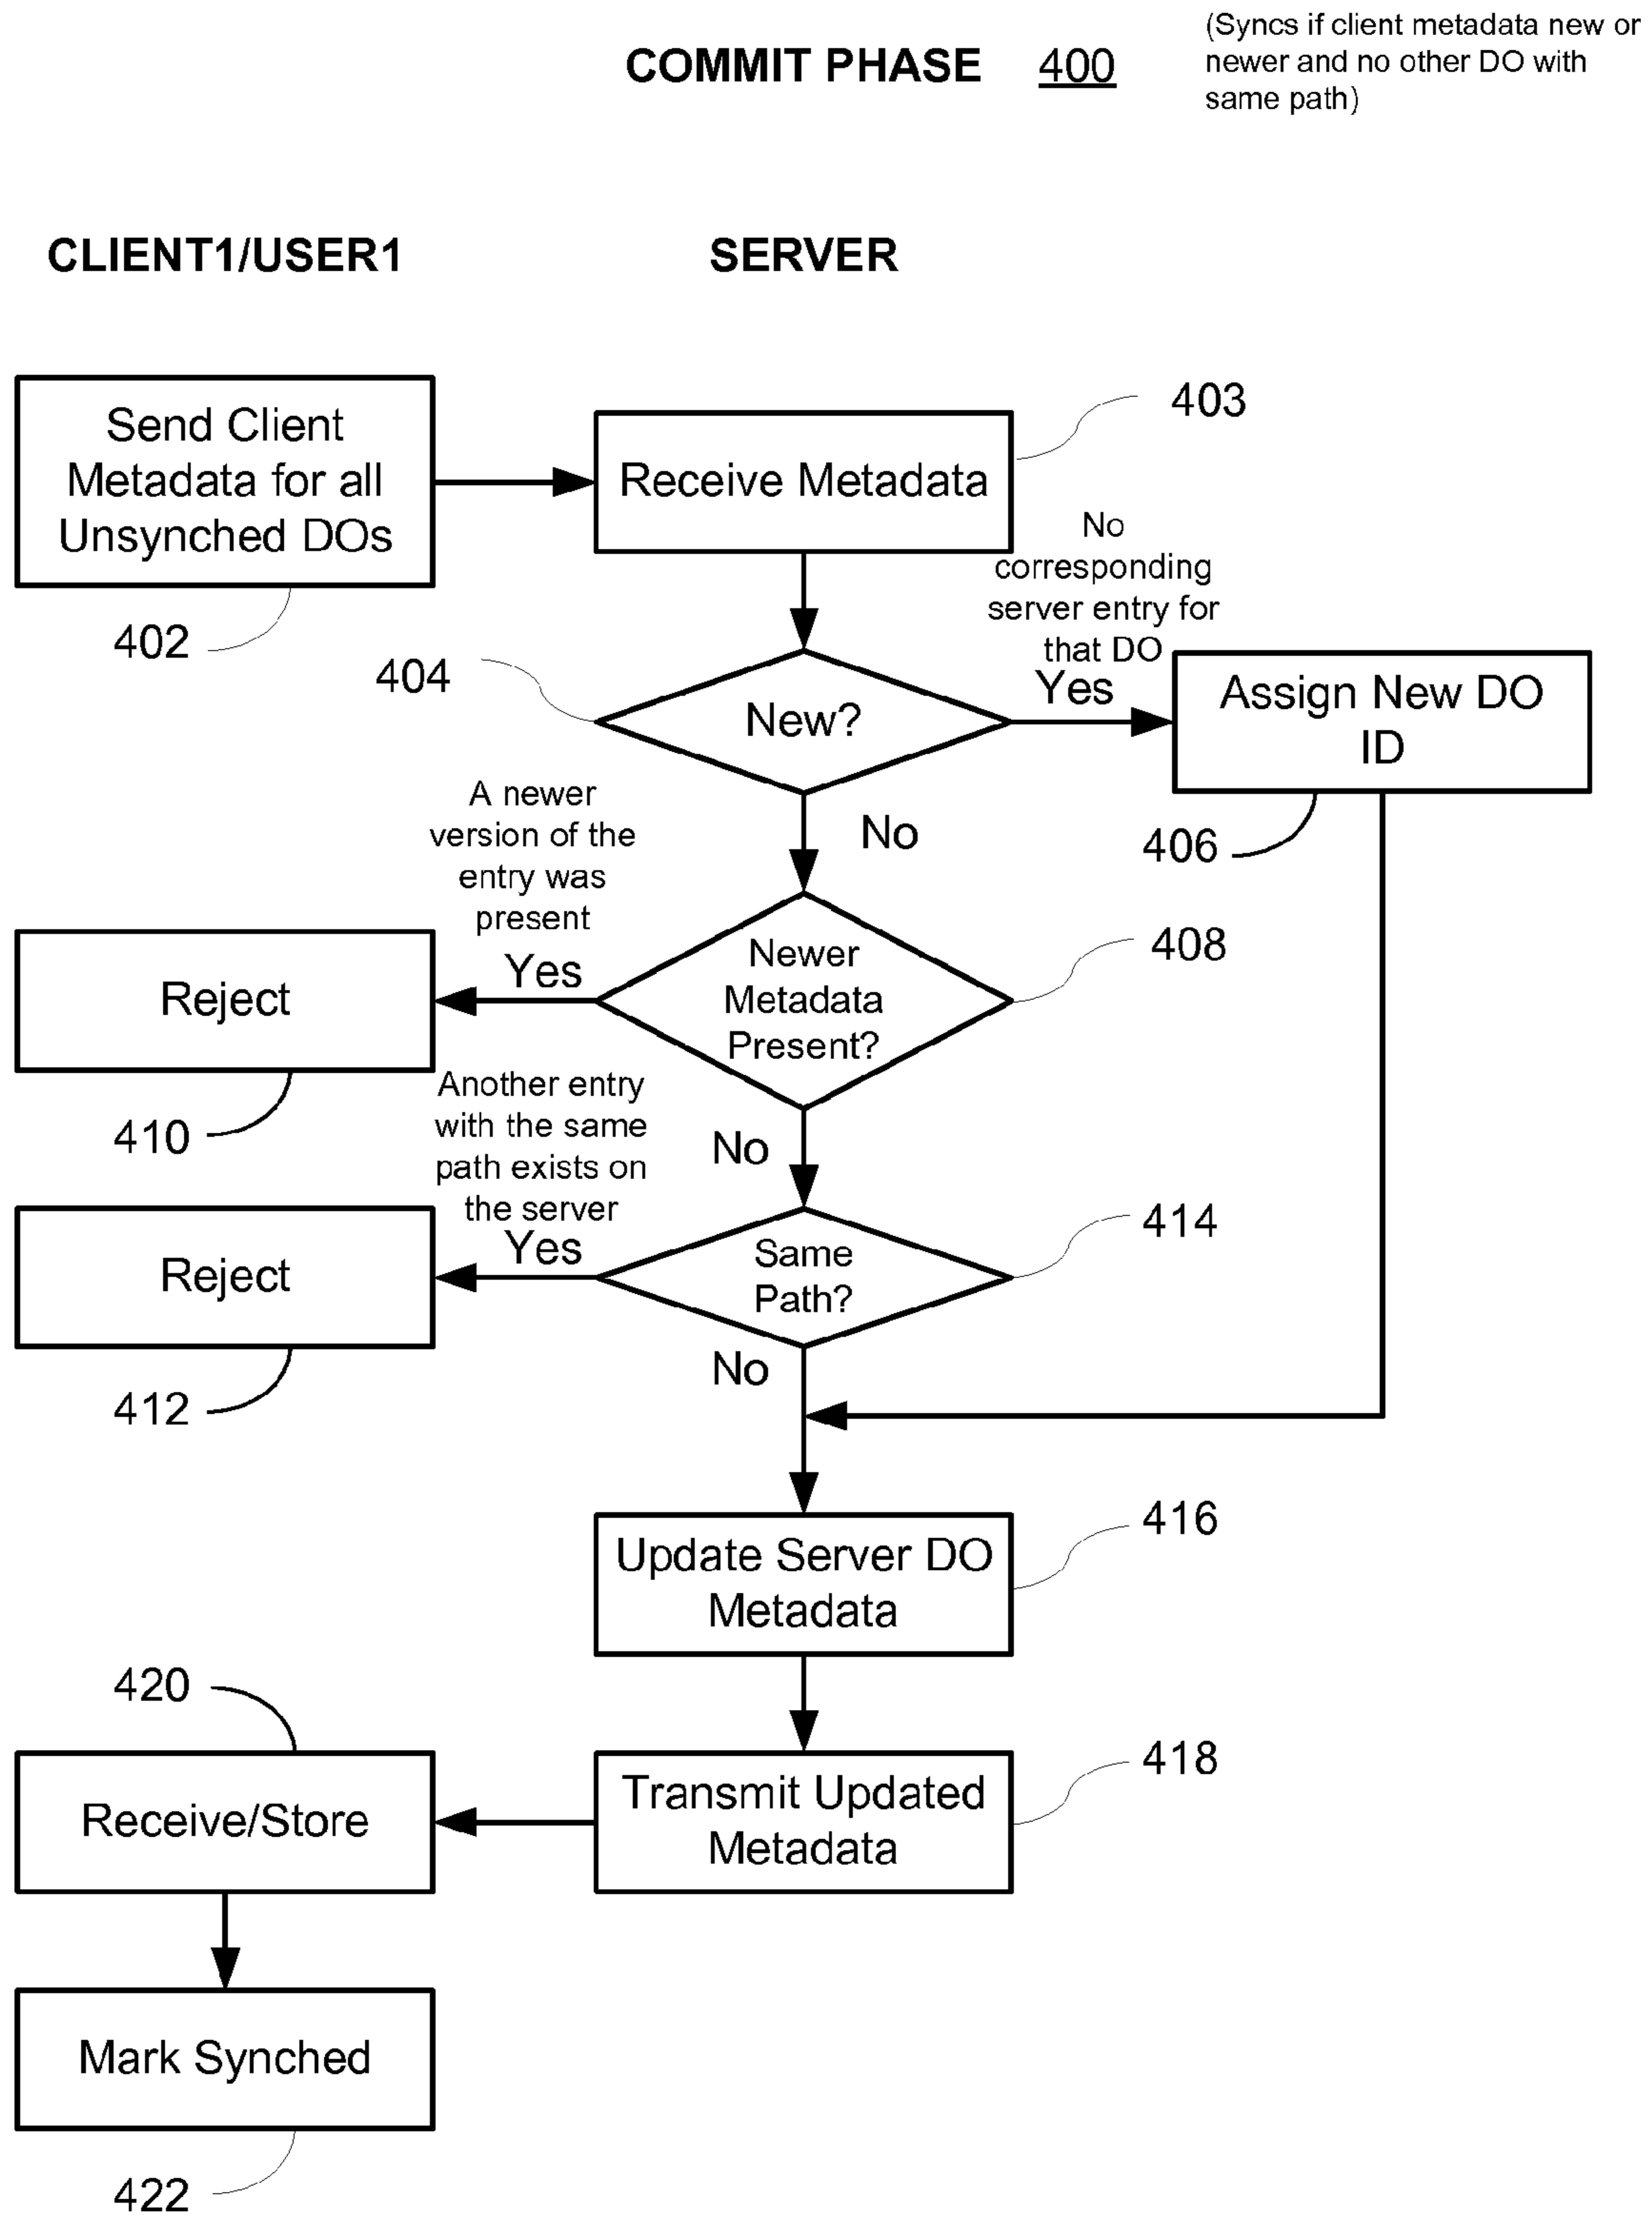 COMMIT PHASE 400
(Syncs if client metadata new or
newer and no other DO with
same path)
CLIENT1/USER1
SERVER
Send Client
Metadata for all
Unsynched DOs
402
Receive Metadata
403
No
corresponding
server entry for
that DO
Yes
404
New?
Assign New DO
ID
406
No
A newer
version of the
entry was
present
Yes
Newer
Metadata
Present?
408
Reject
410
No
Another entry
with the same
path exists on
the server
Yes
Same
Path?
414
Reject
412
No
Update Server DO
Metadata
416
Transmit Updated
Metadata
418
420
Receive/Store
Mark Synched
422